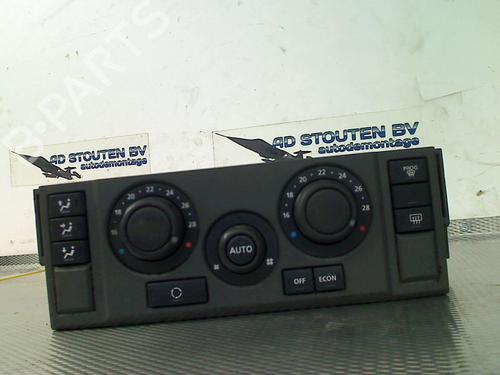 B-PARTS
AD STOUTEN BV
autodemontage
AD STOUTEN BV
autodemontage
16 18 20 22 24 26 28
16 18 20 22 24 26 28
PROG
AUTO
OFF ECON